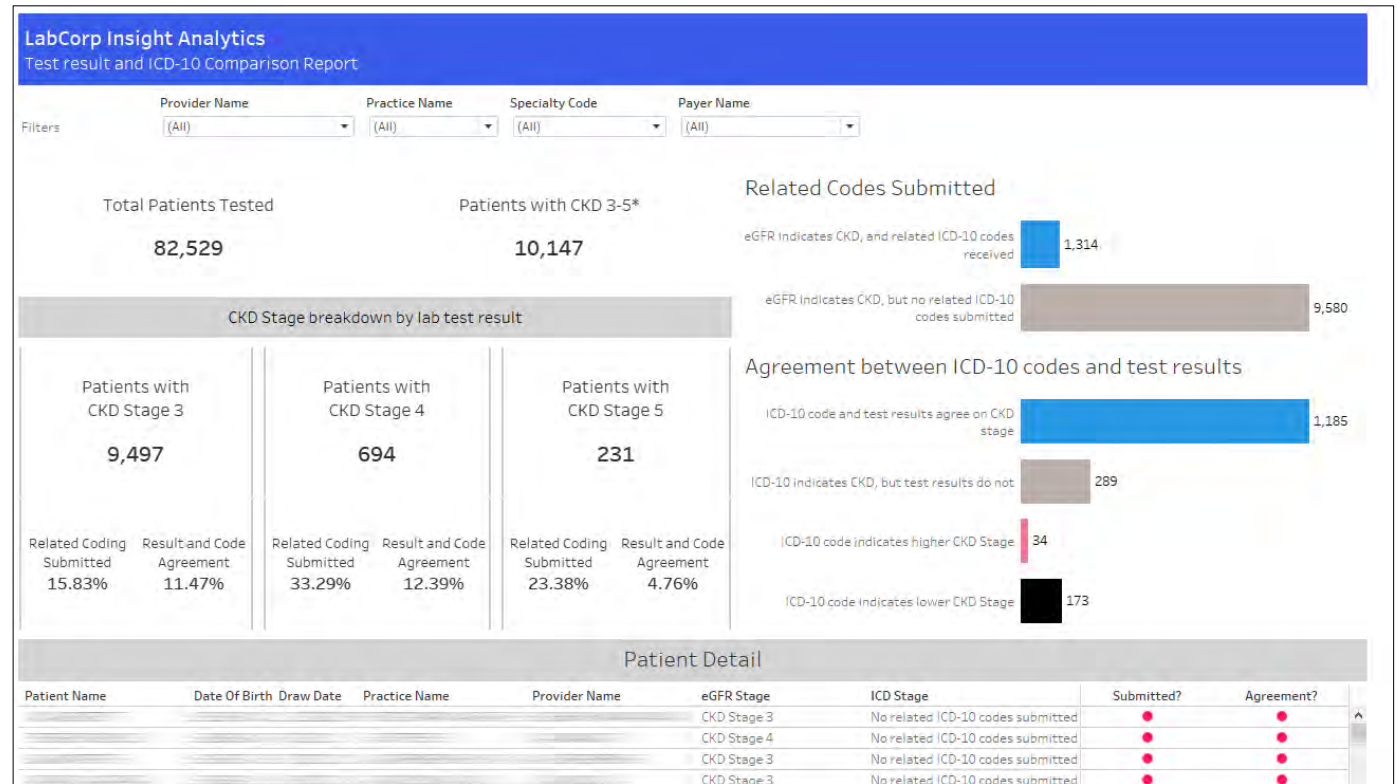 LabCorp Insight Analytics
Test result and ICD-10 Comparison Report
Provider Name
Practice Name
Specialty Code
Payer Name
Filters
(All)
(All)
(All)
(All)
Total Patients Tested
82,529
Patients with CKD 3-5*
10,147
CKD Stage breakdown by lab test result
Patients with
CKD Stage 3
9,497
Related Coding
Submitted
15.83%
Result and Code
Agreement
11.47%
Patients with
CKD Stage 4
694
Related Coding
Submitted
33.29%
Result and Code
Agreement
12.39%
Patients with
CKD Stage 5
231
Related Coding
Submitted
23.38%
Result and Code
Agreement
4.76%
Related Codes Submitted
eGFR indicates CKD, and related ICD-10 codes
received
1,314
eGFR indicates CKD, but no related ICD-10
codes submitted
9,580
Agreement between ICD-10 codes and test results
ICD-10 code and test results agree on CKD
stage
1,185
ICD-10 indicates CKD, but test results do not
289
ICD-10 code indicates higher CKD Stage
34
ICD-10 code indicates lower CKD Stage
173
Patient Detail
Patient Name Date Of Birth Draw Date Practice Name Provider Name eGFR Stage ICD Stage Submitted? Agreement?
CKD Stage 3 No related ICD-10 codes submitted
CKD Stage 4 No related ICD-10 codes submitted
CKD Stage 3 No related ICD-10 codes submitted
CKD Stage 3 No related ICD-10 codes submitted